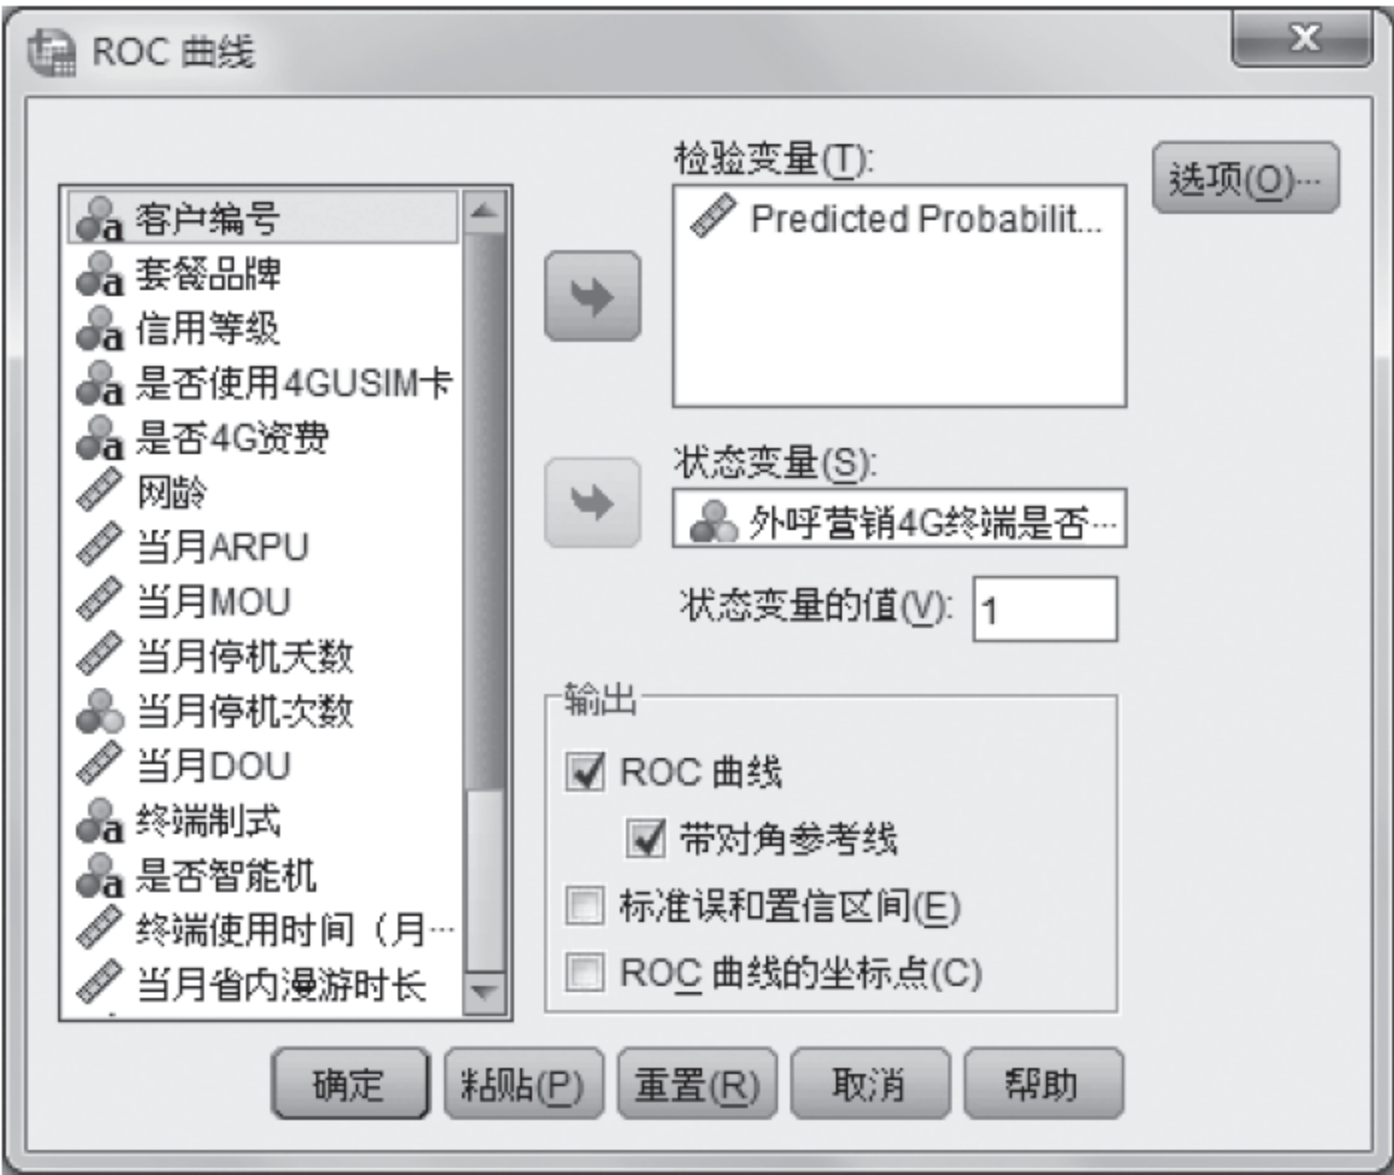 ROC 曲线
客户编号
套餐品牌
信用等级
是否使用4GUSIM卡
是否4G资费
网龄
当月ARPU
当月MOU
当月停机天数
当月停机次数
当月DOU
终端制式
是否智能机
终端使用时间（月…
当月省内漫游时长
检验变量(T):
Predicted Probabilit...
选项(O)...
状态变量(S):
外呼营销4G终端是否…
状态变量的值(V): 1
输出
ROC 曲线
带对角参考线
标准误和置信区间(E)
ROC 曲线的坐标点(C)
确定 粘贴(P) 重置(R) 取消 帮助